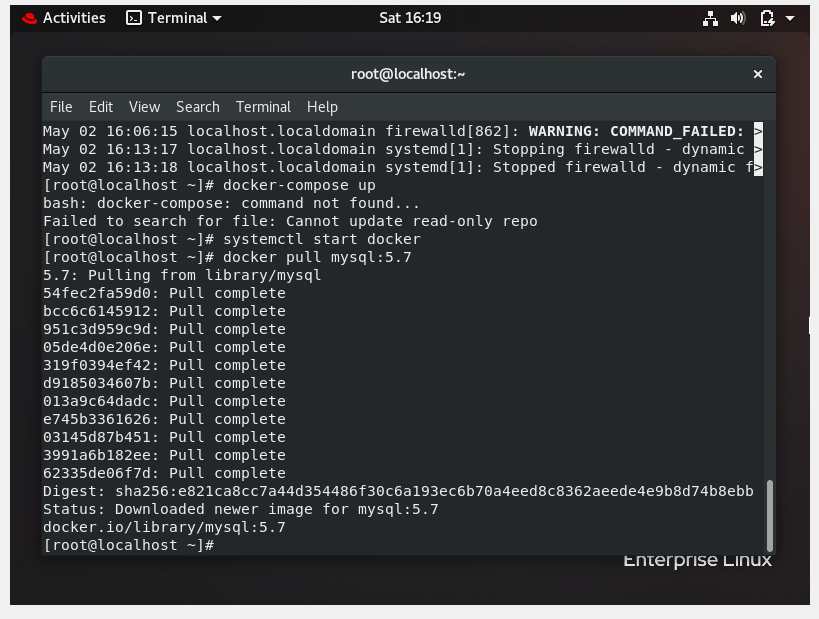 Activities Terminal Sat 16:19
root@localhost:~ ×
File Edit View Search Terminal Help
May 02 16:06:15 localhost.localdomain firewalld[862]: WARNING: COMMAND_FAILED: >
May 02 16:13:17 localhost.localdomain systemd[1]: Stopping firewalld - dynamic >
May 02 16:13:18 localhost.localdomain systemd[1]: Stopped firewalld - dynamic f>
[root@localhost ~]# docker-compose up
bash: docker-compose: command not found...
Failed to search for file: Cannot update read-only repo
[root@localhost ~]# systemctl start docker
[root@localhost ~]# docker pull mysql:5.7
5.7: Pulling from library/mysql
54fec2fa59d0: Pull complete
bcc6c6145912: Pull complete
951c3d959c9d: Pull complete
05de4d0e206e: Pull complete
319f0394ef42: Pull complete
d9185034607b: Pull complete
013a9c64dadc: Pull complete
e745b3361626: Pull complete
03145d87b451: Pull complete
3991a6b182ee: Pull complete
62335de06f7d: Pull complete
Digest: sha256:e821ca8cc7a44d354486f30c6a193ec6b70a4eed8c8362aeede4e9b8d74b8ebb
Status: Downloaded newer image for mysql:5.7
docker.io/library/mysql:5.7
[root@localhost ~]#
Enterprise Linux